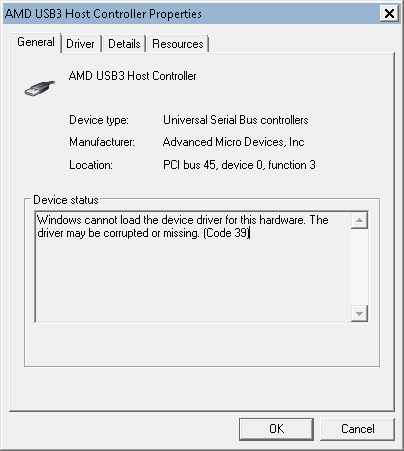 AMD USB3 Host Controller Properties
General Driver Details Resources
AMD USB3 Host Controller
Device type: Universal Serial Bus controllers
Manufacturer: Advanced Micro Devices, Inc
Location: PCI bus 45, device 0, function 3
Device status
Windows cannot load the device driver for this hardware. The
driver may be corrupted or missing. (Code 39)
OK Cancel